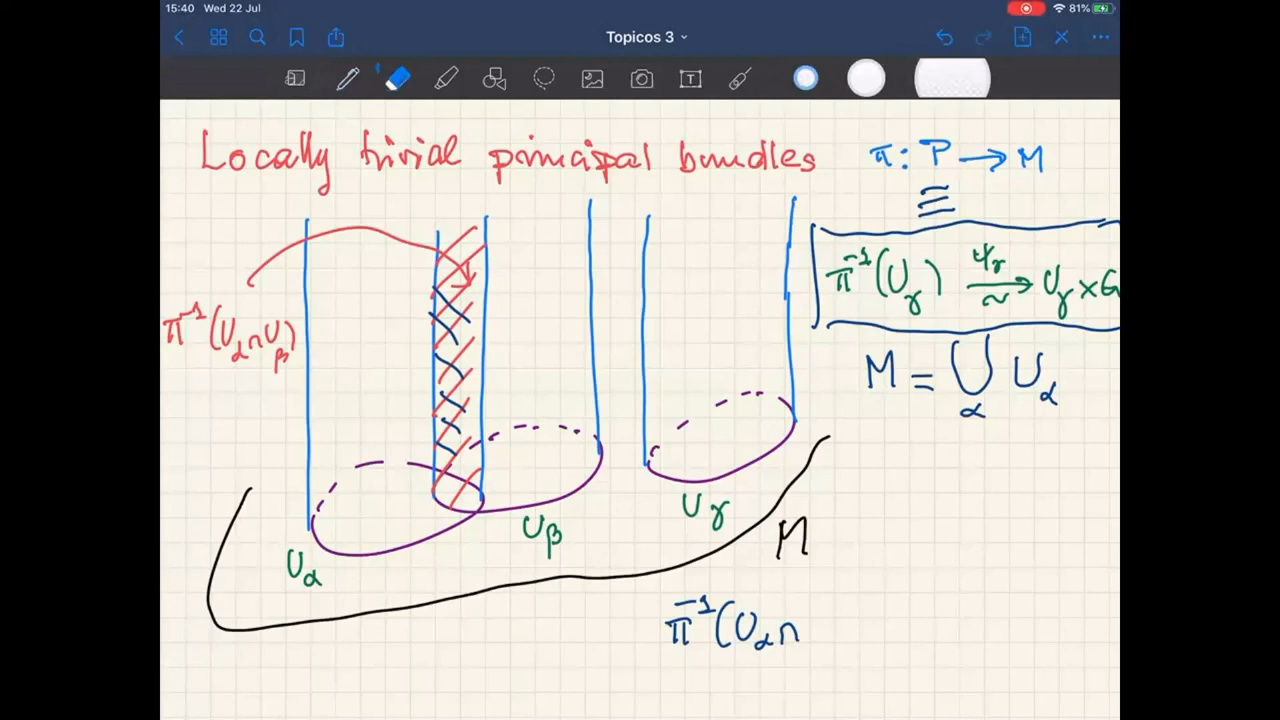 15:40 Wed 22 Jul
81%
Topicos 3
T
Locally trivial principal bundles
π: P → M
π⁻¹(U_γ) ψ_γ ~→ U_γ × G
π⁻¹(U_α ∩ U_β)
M = ⋃_α U_α
U_γ
U_β
M
U_α
π⁻¹(U_α ∩